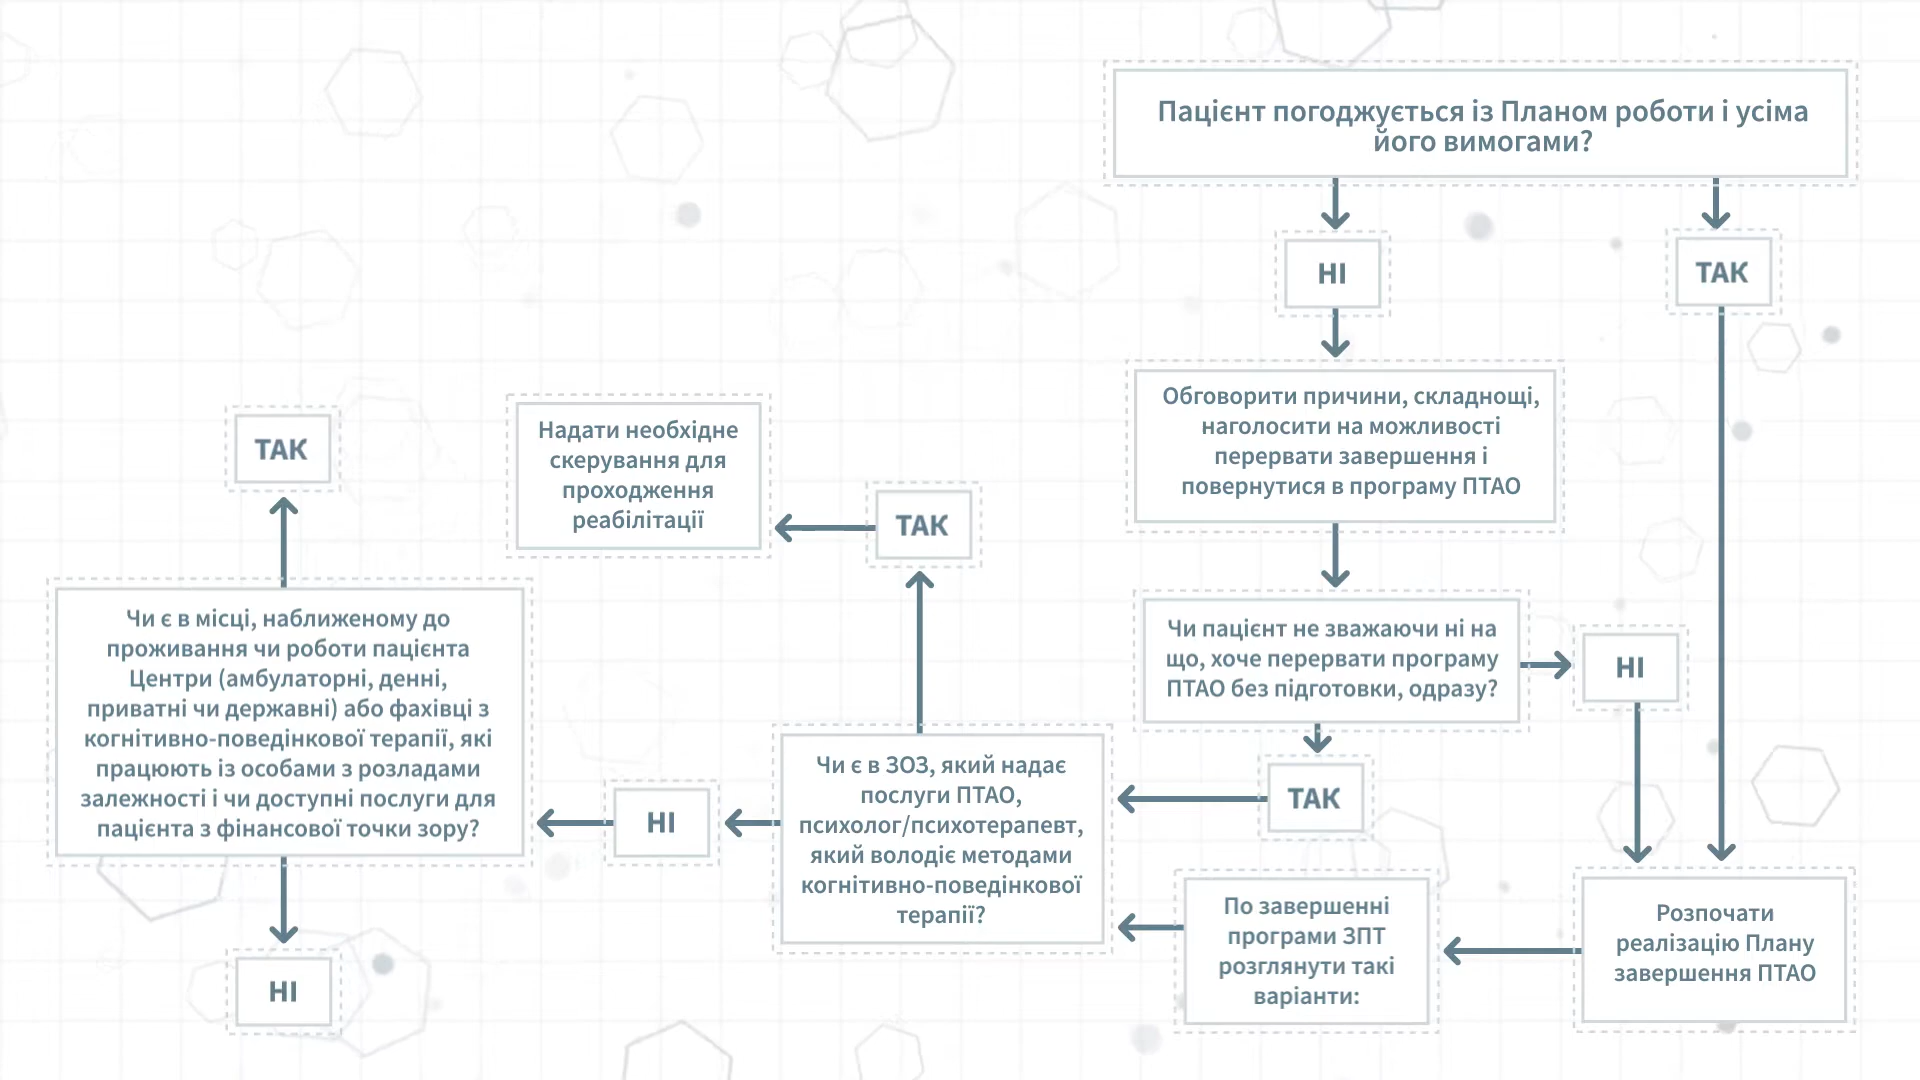 Пацієнт погоджується із Планом роботи і усіма
його вимогами?
НІ
ТАК
Обговорити причини, складнощі,
наголосити на можливості
перервати завершення і
повернутися в програму ПТАО
Чи пацієнт не зважаючи ні на
що, хоче перервати програму
ПТАО без підготовки, одразу?
НІ
ТАК
Розпочати
реалізацію Плану
завершення ПТАО
По завершенні
програми ЗПТ
розглянути такі
варіанти:
Чи є в ЗОЗ, який надає
послуги ПТАО,
психолог/психотерапевт,
який володіє методами
когнітивно-поведінкової
терапії?
ТАК
Надати необхідне
скерування для
проходження
реабілітації
НІ
Чи є в місці, наближеному до
проживання чи роботи пацієнта
Центри (амбулаторні, денні,
приватні чи державні) або фахівці з
когнітивно-поведінкової терапії, які
працюють із особами з розладами
залежності і чи доступні послуги для
пацієнта з фінансової точки зору?
ТАК
НІ